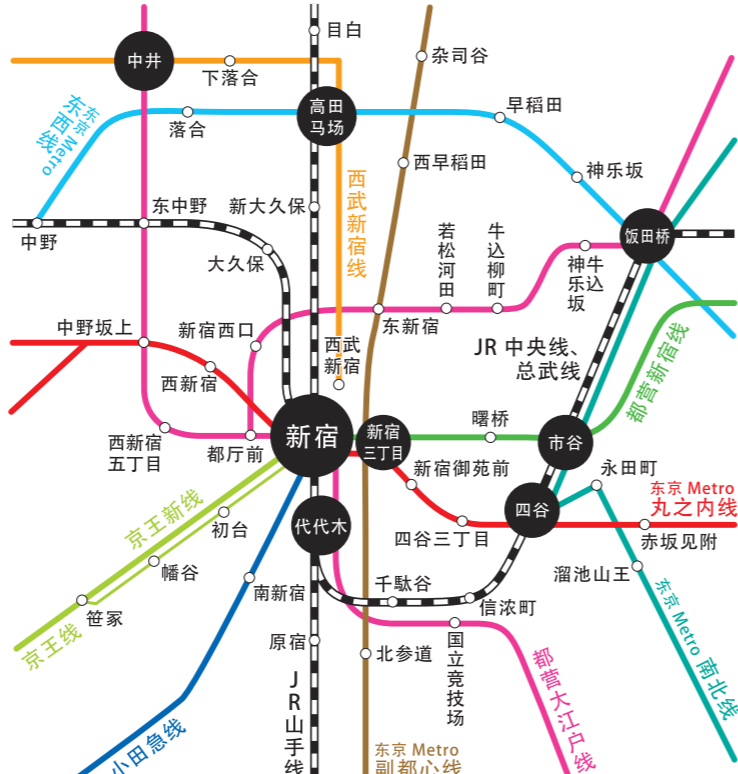 目白
中井
杂司谷
下落合
高田
马场
早稻田
东京 Metro
东西线
落合
西早稻田
神乐坂
西武新宿线
东中野
新大久保
中野
大久保
若松河田
牛込柳町
牛込
神乐坂
饭田桥
东新宿
中野坂上
新宿西口
西武
新宿
JR 中央线、
总武线
都营新宿线
西新宿
西新宿
五丁目
都厅前
新宿
新宿
三丁目
曙桥
市谷
新宿御苑前
永田町
东京 Metro
丸之内线
京王新线
初台
代代木
四谷三丁目
四谷
赤坂见附
幡谷
南新宿
千駄谷
信浓町
溜池山王
笹冢
京王线
原宿
北参道
国立竞技场
东京 Metro 南北线
小田急线
JR山手线
东京 Metro
副都心线
都营大江户线